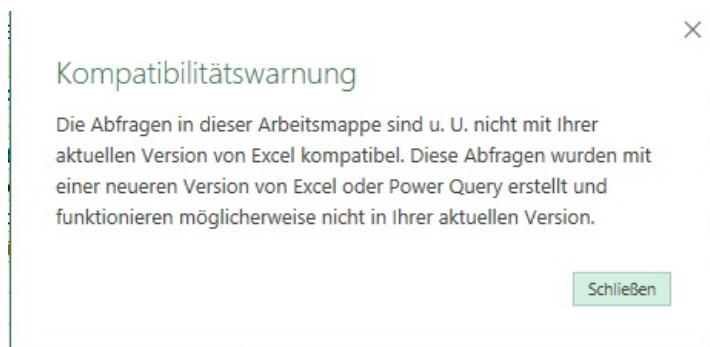 Kompatibilitätswarnung
Die Abfragen in dieser Arbeitsmappe sind u. U. nicht mit Ihrer
aktuellen Version von Excel kompatibel. Diese Abfragen wurden mit
einer neueren Version von Excel oder Power Query erstellt und
funktionieren möglicherweise nicht in Ihrer aktuellen Version.
Schließen